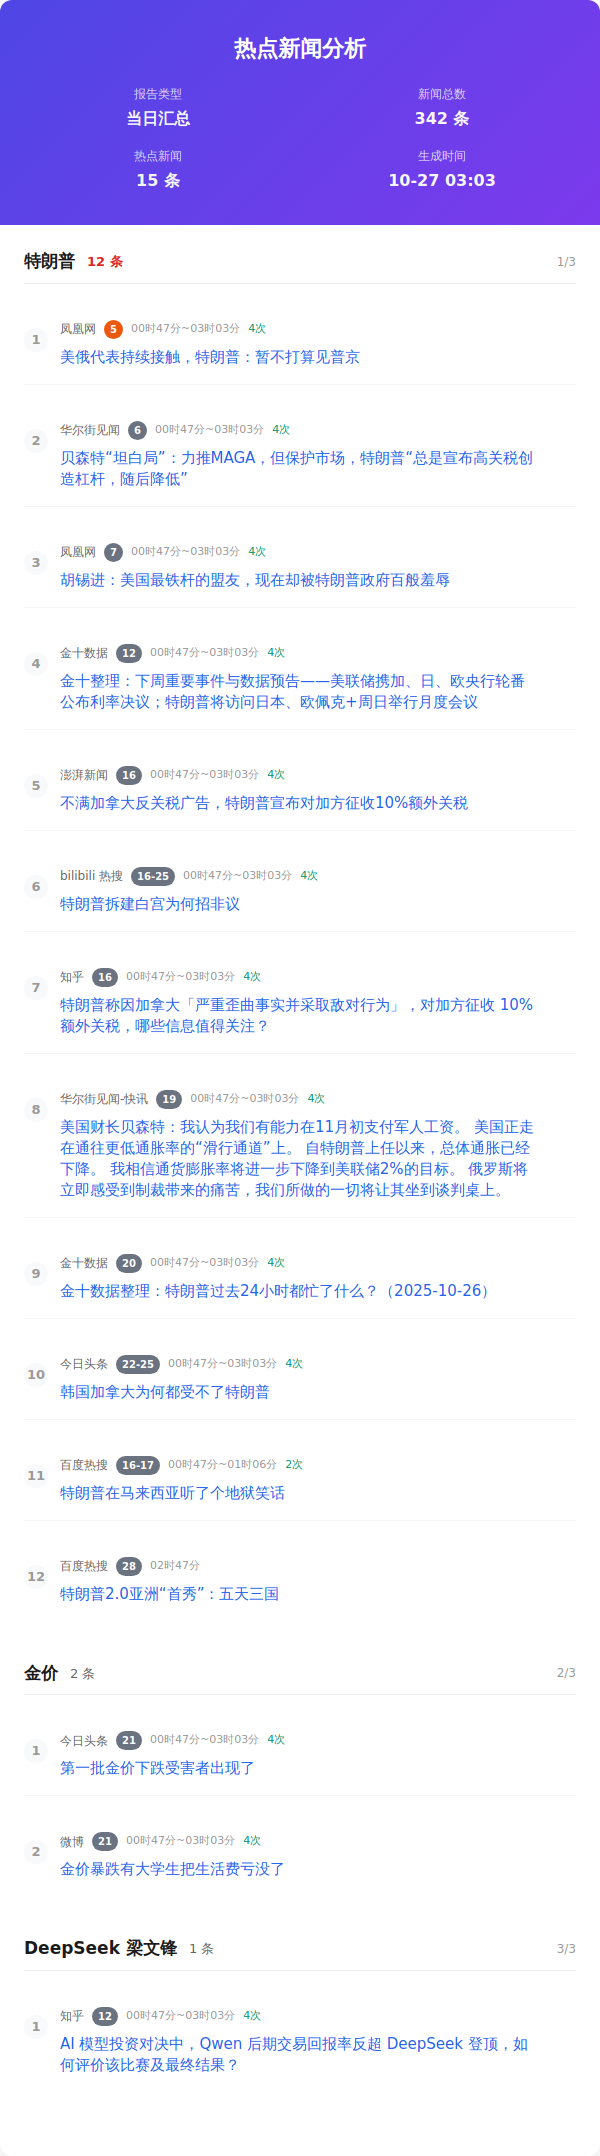 热点新闻分析
报告类型
新闻总数
当日汇总
342 条
热点新闻
生成时间
15 条
10-27 03:03
特朗普 12 条 1/3
1
凤凰网 5 00时47分~03时03分 4次
美俄代表持续接触，特朗普：暂不打算见普京
2
华尔街见闻 6 00时47分~03时03分 4次
贝森特“坦白局”：力推MAGA，但保护市场，特朗普“总是宣布高关税创
造杠杆，随后降低”
3
凤凰网 7 00时47分~03时03分 4次
胡锡进：美国最铁杆的盟友，现在却被特朗普政府百般羞辱
4
金十数据 12 00时47分~03时03分 4次
金十整理：下周重要事件与数据预告——美联储携加、日、欧央行轮番
公布利率决议；特朗普将访问日本、欧佩克+周日举行月度会议
5
澎湃新闻 16 00时47分~03时03分 4次
不满加拿大反关税广告，特朗普宣布对加方征收10%额外关税
6
bilibili 热搜 16-25 00时47分~03时03分 4次
特朗普拆建白宫为何招非议
7
知乎 16 00时47分~03时03分 4次
特朗普称因加拿大「严重歪曲事实并采取敌对行为」，对加方征收 10%
额外关税，哪些信息值得关注？
8
华尔街见闻-快讯 19 00时47分~03时03分 4次
美国财长贝森特：我认为我们有能力在11月初支付军人工资。 美国正走
在通往更低通胀率的“滑行通道”上。 自特朗普上任以来，总体通胀已经
下降。 我相信通货膨胀率将进一步下降到美联储2%的目标。 俄罗斯将
立即感受到制裁带来的痛苦，我们所做的一切将让其坐到谈判桌上。
9
金十数据 20 00时47分~03时03分 4次
金十数据整理：特朗普过去24小时都忙了什么？（2025-10-26）
10
今日头条 22-25 00时47分~03时03分 4次
韩国加拿大为何都受不了特朗普
11
百度热搜 16-17 00时47分~01时06分 2次
特朗普在马来西亚听了个地狱笑话
12
百度热搜 28 02时47分
特朗普2.0亚洲“首秀”：五天三国
金价 2 条 2/3
1
今日头条 21 00时47分~03时03分 4次
第一批金价下跌受害者出现了
2
微博 21 00时47分~03时03分 4次
金价暴跌有大学生把生活费亏没了
DeepSeek 梁文锋 1 条 3/3
1
知乎 12 00时47分~03时03分 4次
AI 模型投资对决中，Qwen 后期交易回报率反超 DeepSeek 登顶，如
何评价该比赛及最终结果？